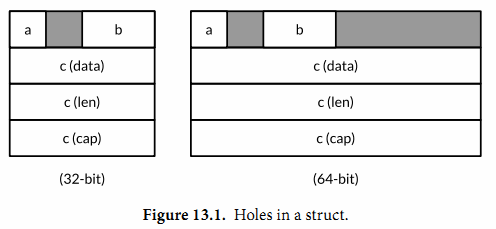 a b a b
c (data) c (data)
c (len) c (len)
c (cap) c (cap)
(32-bit) (64-bit)
Figure 13.1. Holes in a struct.